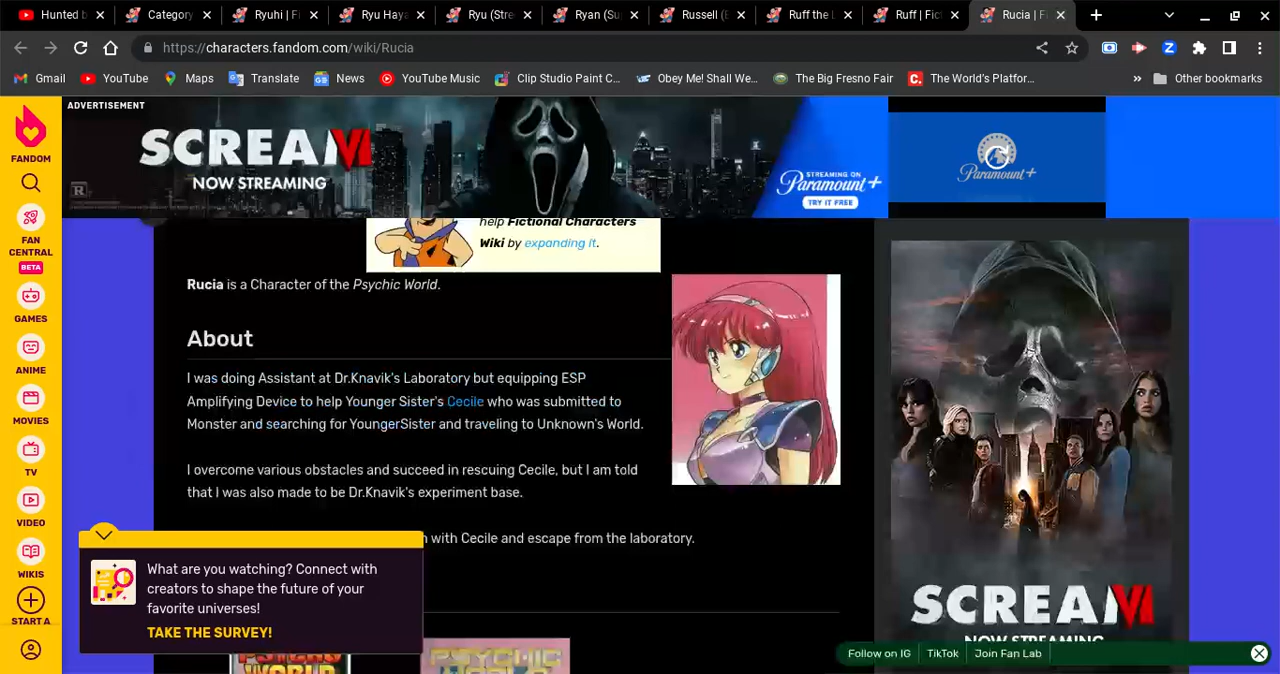 Hunted b
Category
Ryuhi | Fi
Ryu Haya
Ryu (Stre
Ryan (Su
Russell (B
Ruff the L
Ruff | Fict
Rucia | Fi
https://characters.fandom.com/wiki/Rucia
Gmail
YouTube
Maps
Translate
News
YouTube Music
Clip Studio Paint C...
Obey Me! Shall We...
The Big Fresno Fair
The World's Platfor...
»
Other bookmarks
FANDOM
FAN
CENTRAL
BETA
GAMES
ANIME
MOVIES
TV
VIDEO
WIKIS
START A
ADVERTISEMENT
SCREAM VI
NOW STREAMING
R
STREAMING ON
Paramount+
TRY IT FREE
Paramount+
help Fictional Characters
Wiki by expanding it.
Rucia is a Character of the Psychic World.
About
I was doing Assistant at Dr.Knavik's Laboratory but equipping ESP
Amplifying Device to help Younger Sister's Cecile who was submitted to
Monster and searching for YoungerSister and traveling to Unknown's World.
I overcome various obstacles and succeed in rescuing Cecile, but I am told
that I was also made to be Dr.Knavik's experiment base.
with Cecile and escape from the laboratory.
What are you watching? Connect with
creators to shape the future of your
favorite universes!
TAKE THE SURVEY!
PSYCHIC
WORLD
SCREAM VI
NOW STREAMING
Follow on IG
TikTok
Join Fan Lab